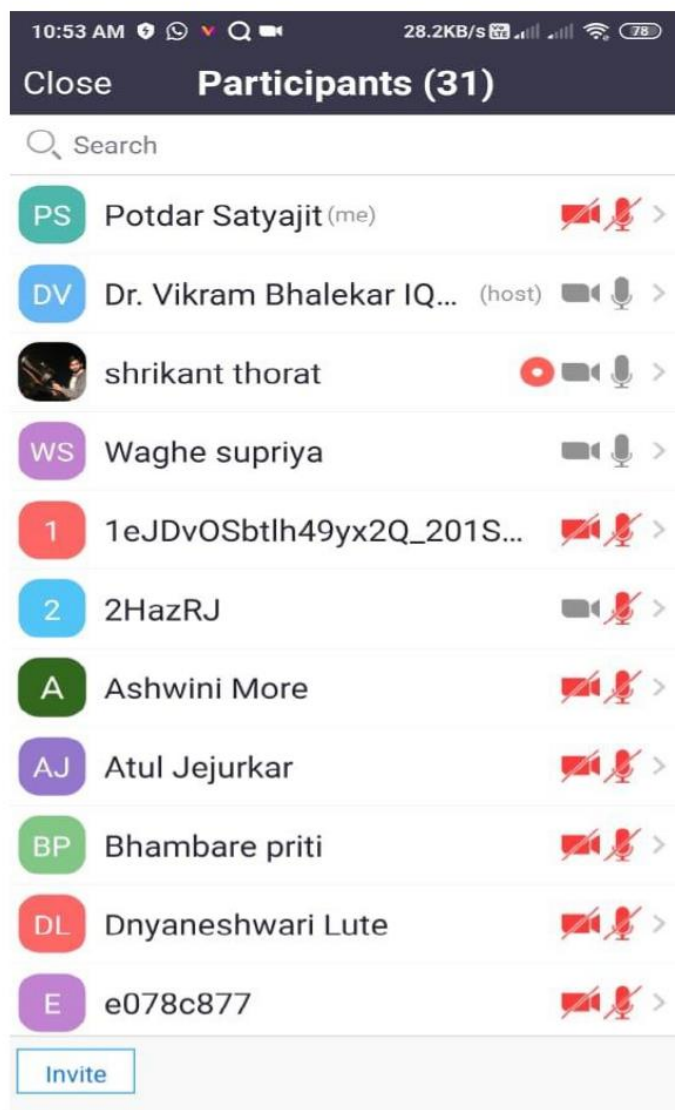 10:53 AM 28.2KB/s Vo LTE 78
Close Participants (31)
Search
PS Potdar Satyajit (me)
DV Dr. Vikram Bhalekar IQ... (host)
shrikant thorat
WS Waghe supriya
1 1eJDvOSbtlh49yx2Q_201S...
2 2HazRJ
A Ashwini More
AJ Atul Jejurkar
BP Bhambare priti
DL Dnyaneshwari Lute
E e078c877
Invite